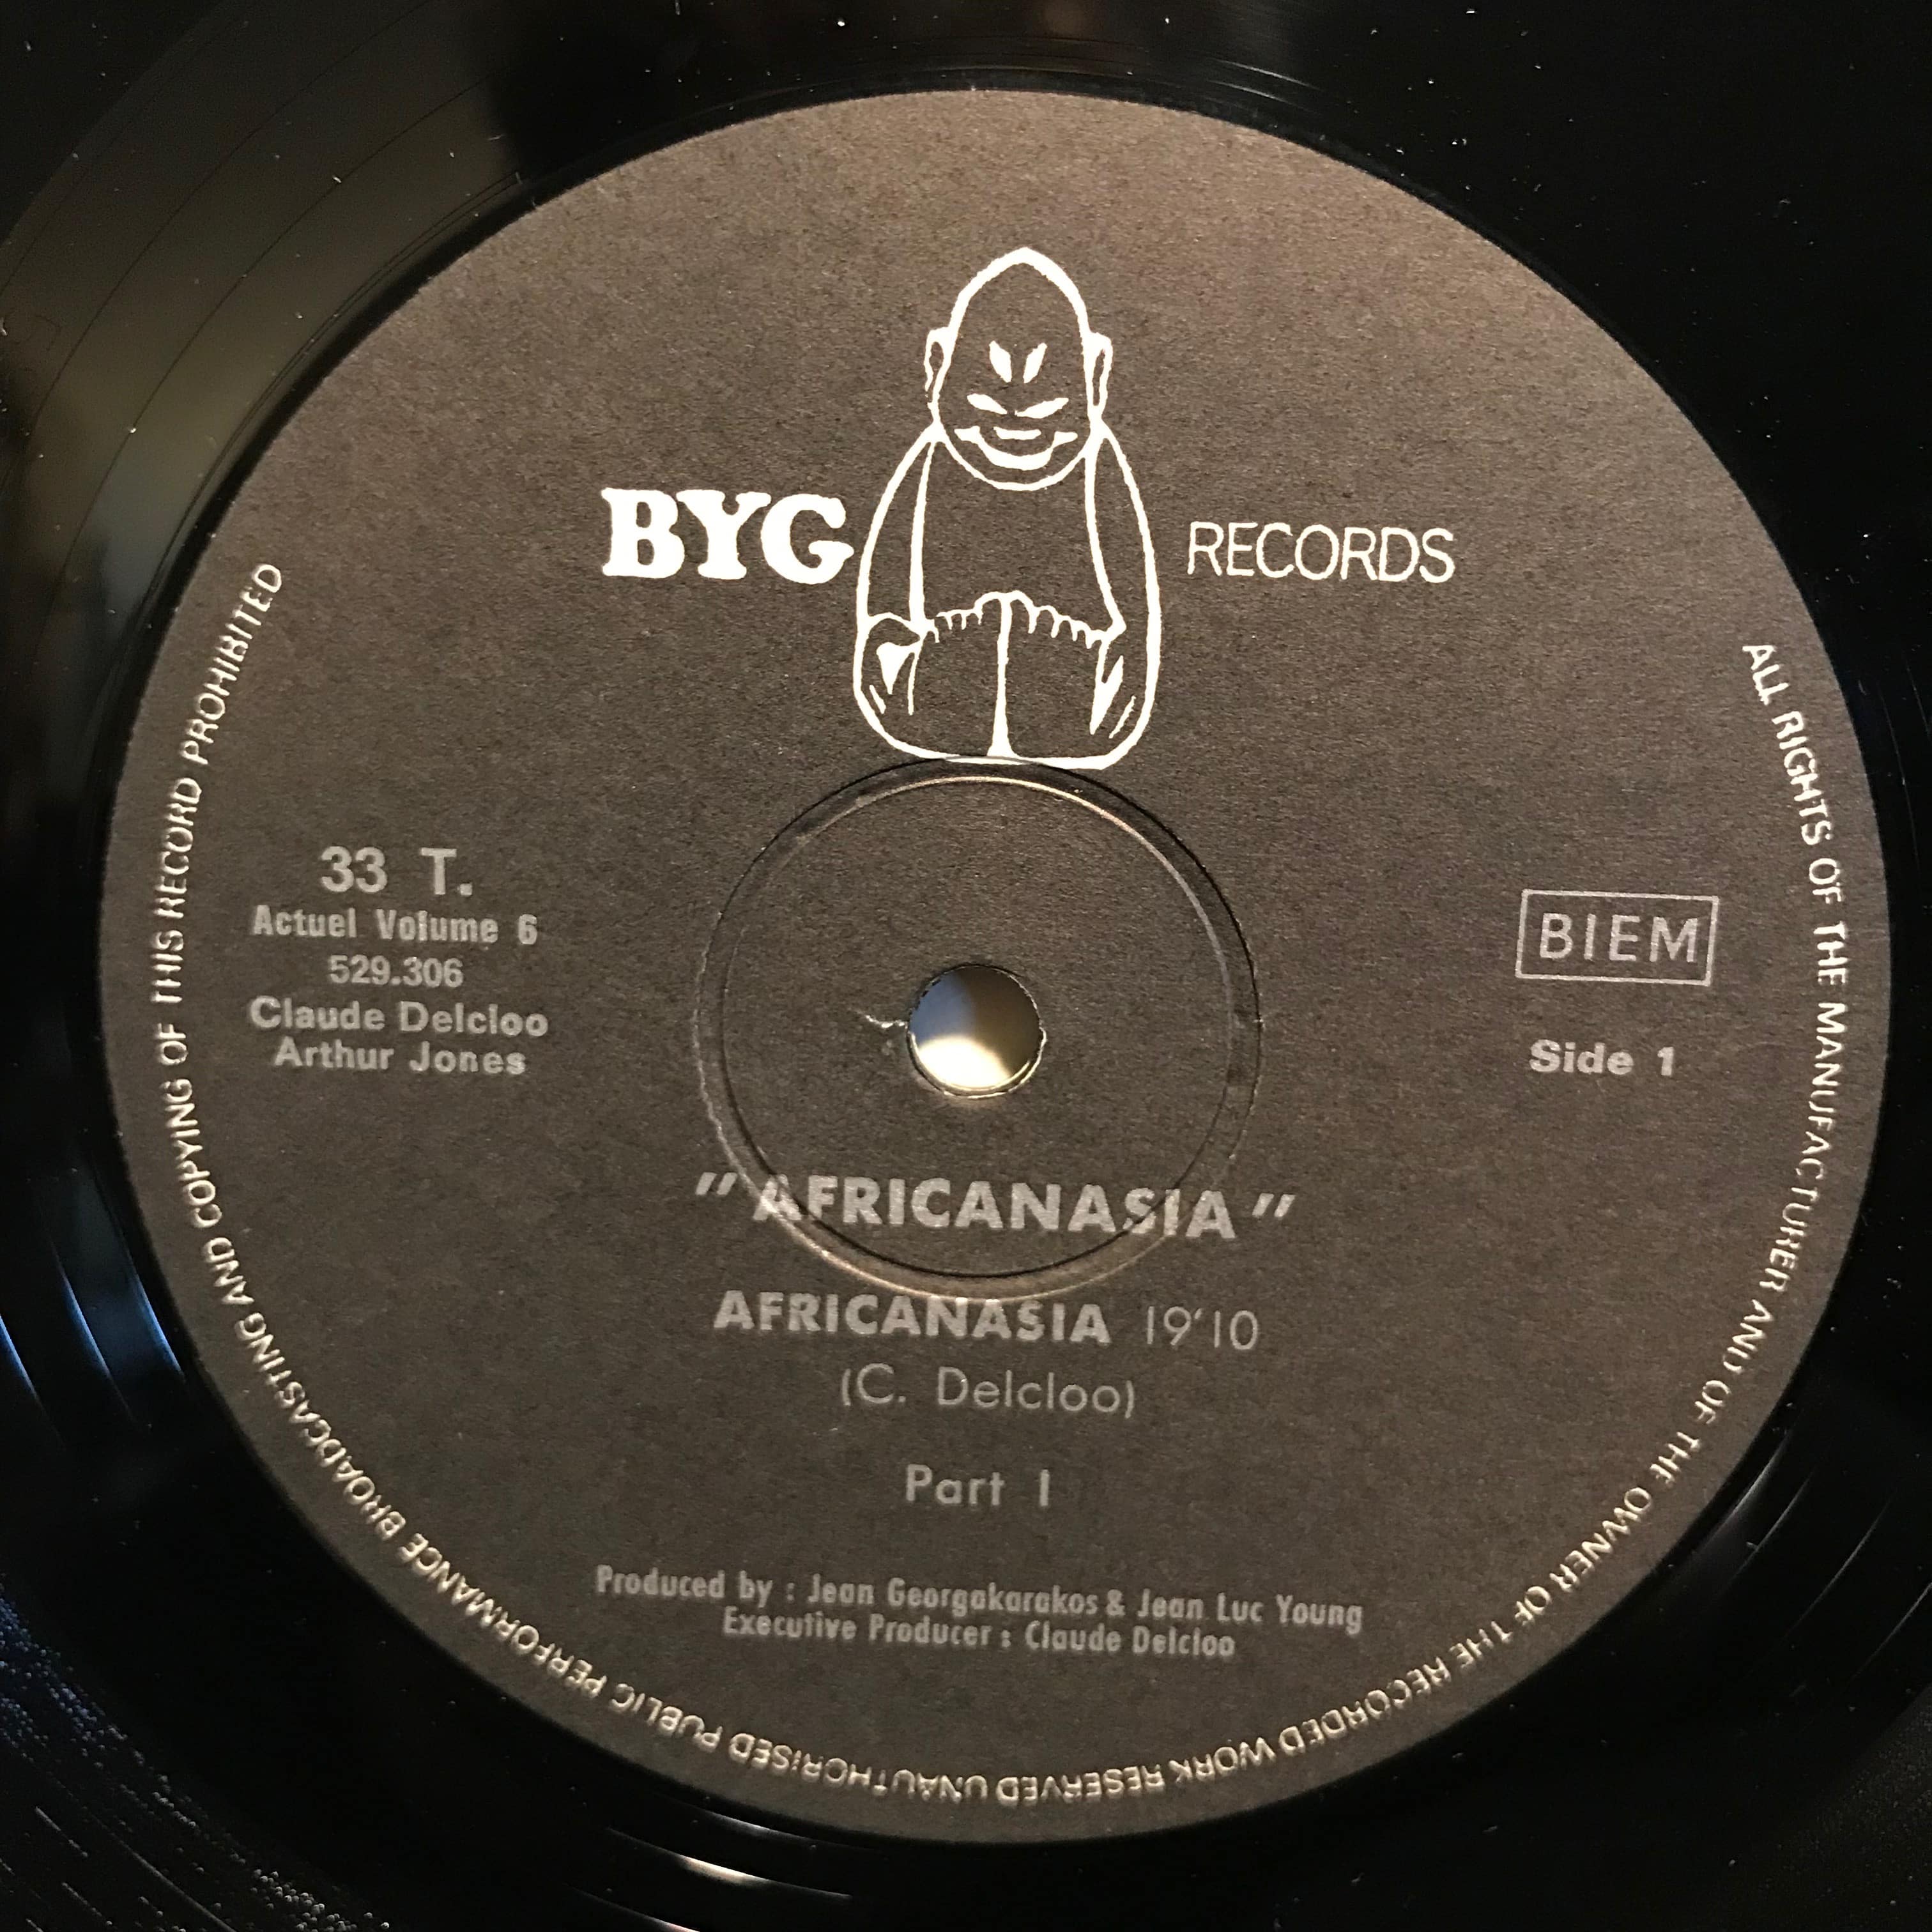 BYG RECORDS
33 T.
Actuel Volume 6
529.306
Claude Delcloo
Arthur Jones
BIEM
Side 1
"AFRICANASIA"
AFRICANASIA 19'10
(C. Delcloo)
Part 1
Produced by : Jean Georgakarakos & Jean Luc Young
Executive Producer : Claude Delcloo
ALL RIGHTS OF THE MANUFACTURER AND OF THE OWNER OF THE RECORDED WORK RESERVED UNAUTHORISED PUBLIC PERFORMANCE BROADCASTING AND COPYING OF THIS RECORD PROHIBITED